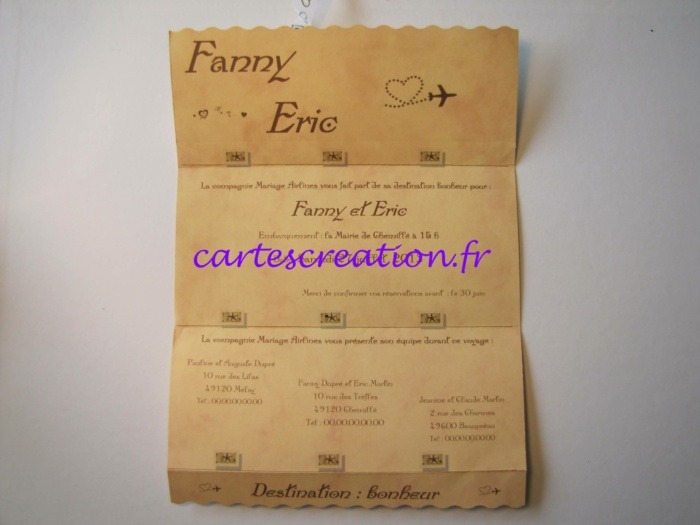 Fanny
Eric
La compagnie Mariage Airlines vous fait part de sa destination bonheur pour :
Fanny et Eric
Embarquement : la Mairie de Chemillé à 16
cartescreation.fr
Merci de confirmer vos réservations avant : le 30 juin
La compagnie Mariage Airlines vous présente son équipe durant ce voyage :
Pauline et Auguste Dupré
10 rue des Lilas
49120 Melay
Tel : 00.00.00.00.00
Fanny Dupré et Eric Martin
10 rue des Trèfles
49120 Chemillé
Tel : 00.00.00.00.00
Jeanne et Claude Martin
2 rue des Charmes
49600 Beaupréau
Tel : 00.00.00.00.00
Destination : bonheur